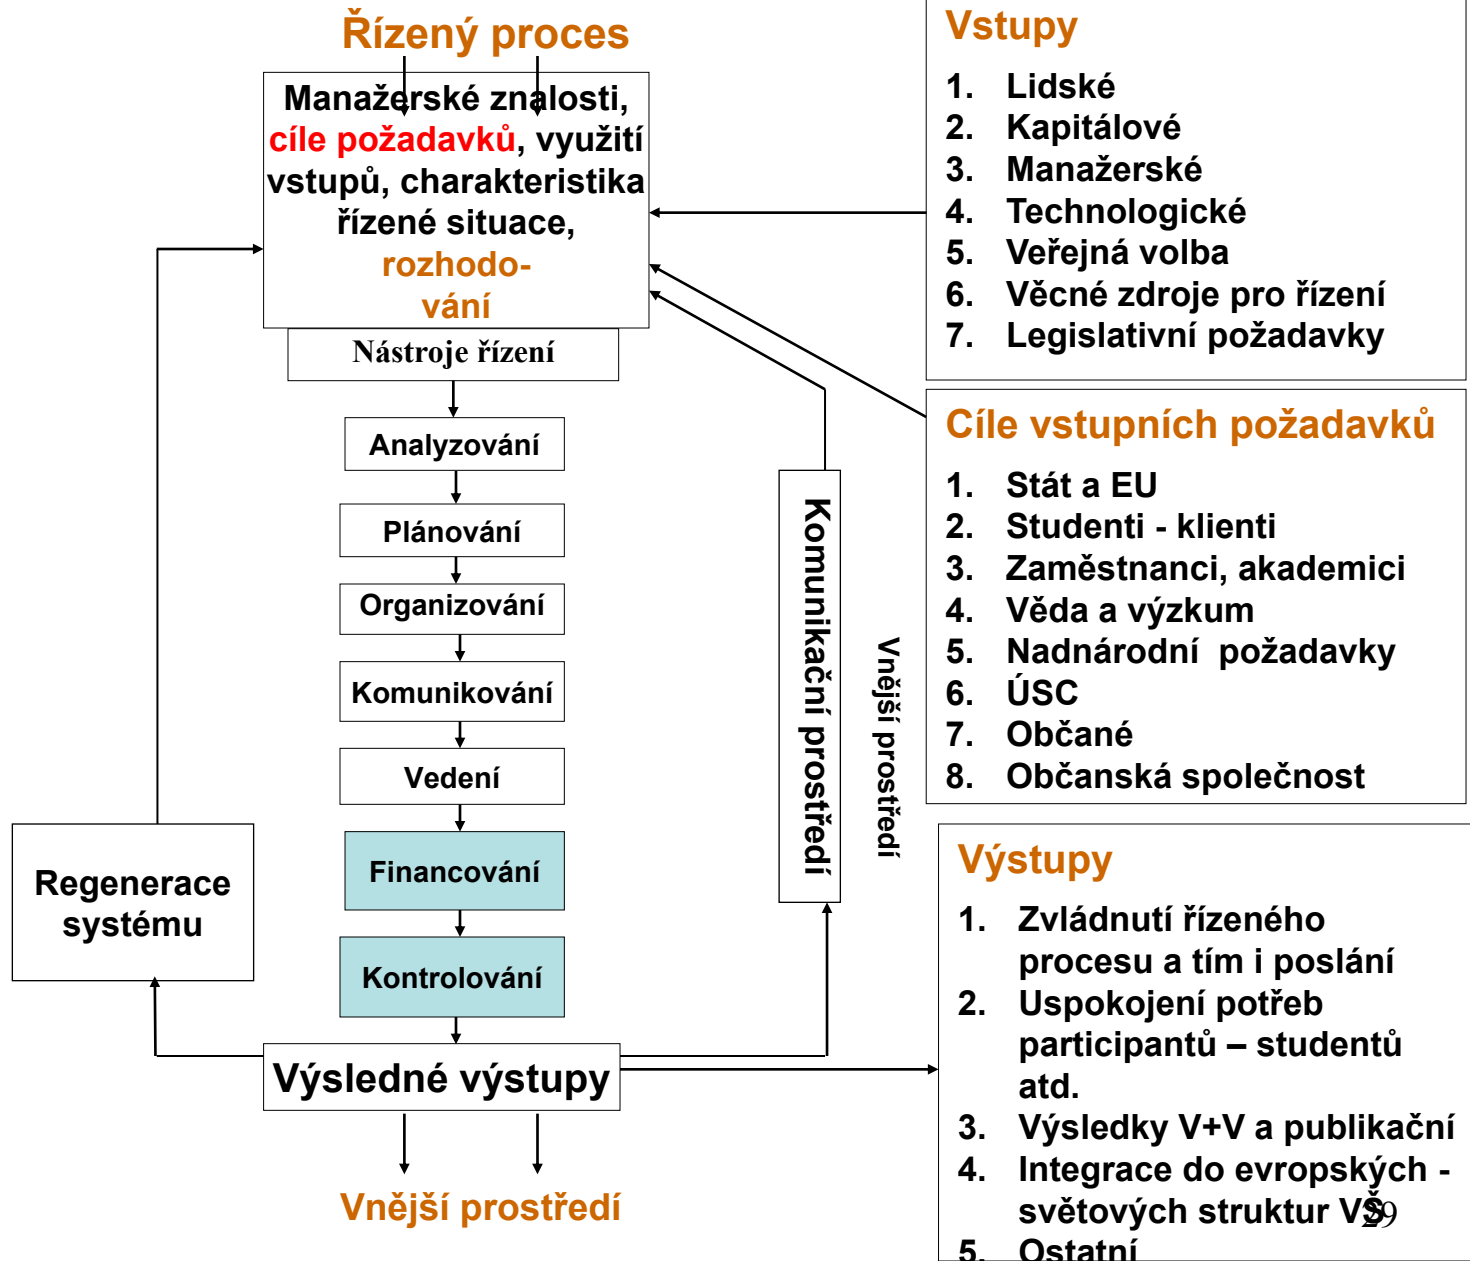 Řízený proces
Manažerské znalosti,
cíle požadavků, využití
vstupů, charakteristika
řízené situace,
rozhodo-
vání
Nástroje řízení
Analyzování
Plánování
Organizování
Komunikování
Vedení
Financování
Kontrolování
Výsledné výstupy
Vnější prostředí
Regenerace
systému
Komunikační prostředí
Vnější prostředí
Vstupy
1. Lidské
2. Kapitálové
3. Manažerské
4. Technologické
5. Veřejná volba
6. Věcné zdroje pro řízení
7. Legislativní požadavky
Cíle vstupních požadavků
1. Stát a EU
2. Studenti - klienti
3. Zaměstnanci, akademici
4. Věda a výzkum
5. Nadnárodní požadavky
6. ÚSC
7. Občané
8. Občanská společnost
Výstupy
1. Zvládnutí řízeného
procesu a tím i poslání
2. Uspokojení potřeb
participantů – studentů
atd.
3. Výsledky V+V a publikační
4. Integrace do evropských -
světových struktur VŠ
5. Ostatní
29